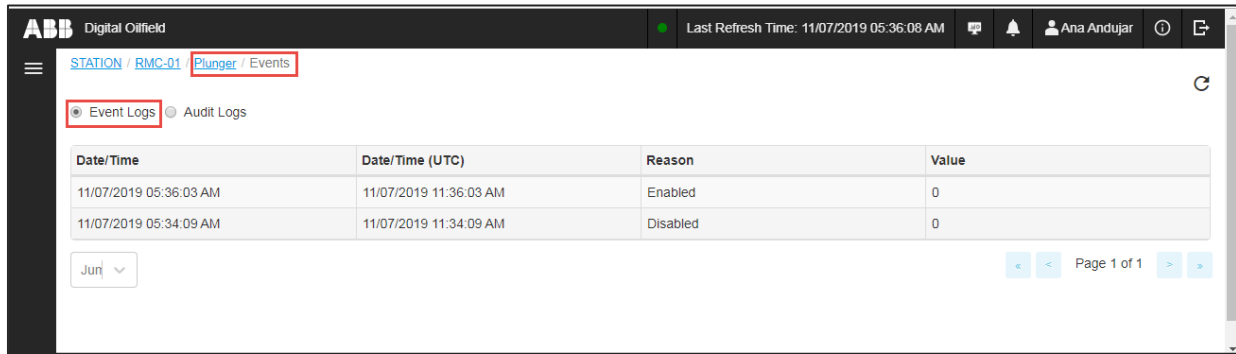 ABB Digital Oilfield Last Refresh Time: 11/07/2019 05:36:08 AM Ana Andujar
STATION / RMC-01 / Plunger / Events
Event Logs Audit Logs
Date/Time Date/Time (UTC) Reason Value
11/07/2019 05:36:03 AM 11/07/2019 11:36:03 AM Enabled 0
11/07/2019 05:34:09 AM 11/07/2019 11:34:09 AM Disabled 0
Jum « < Page 1 of 1 > »